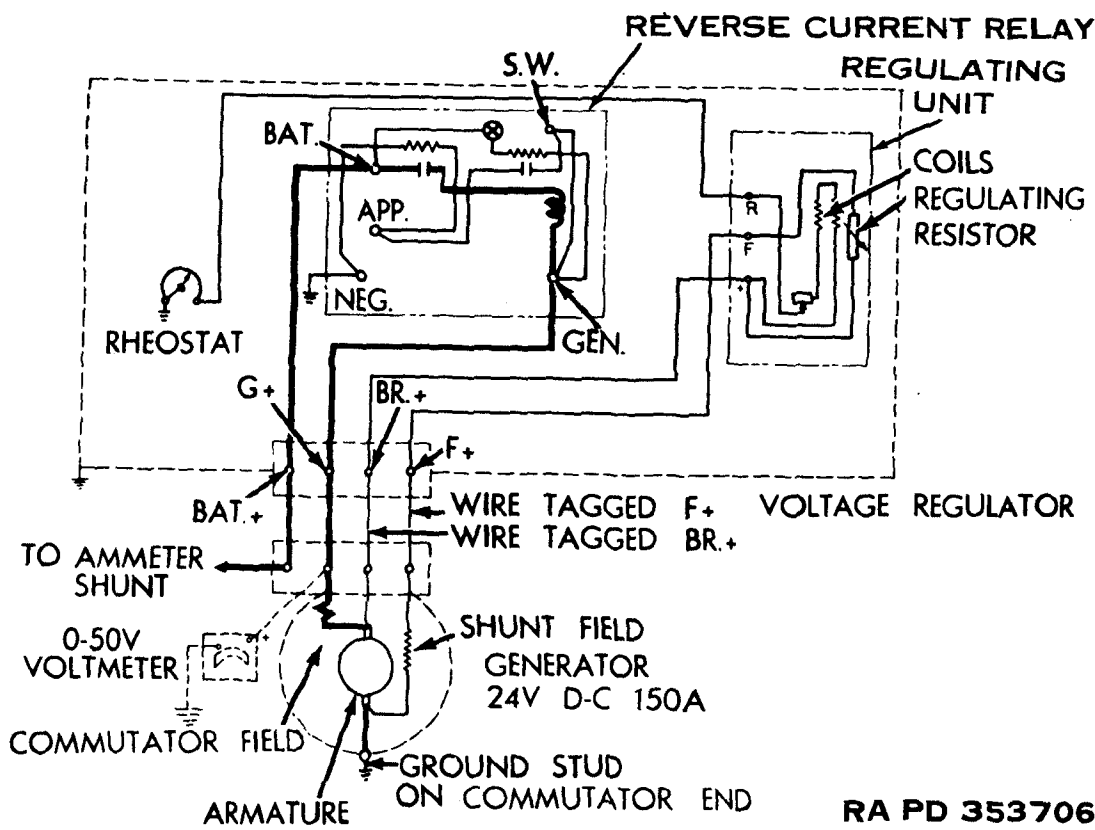 REVERSE CURRENT RELAY
S.W.
REGULATING
UNIT
BAT.
COILS
REGULATING
RESISTOR
APP.
R
F
+
NEG.
GEN.
RHEOSTAT
G+
BR.+
F+
BAT.+
WIRE TAGGED F+
VOLTAGE REGULATOR
WIRE TAGGED BR.+
TO AMMETER
SHUNT
0-50V
VOLTMETER
+
SHUNT FIELD
GENERATOR
24V D-C 150A
COMMUTATOR FIELD
GROUND STUD
ON COMMUTATOR END
ARMATURE
RA PD 353706